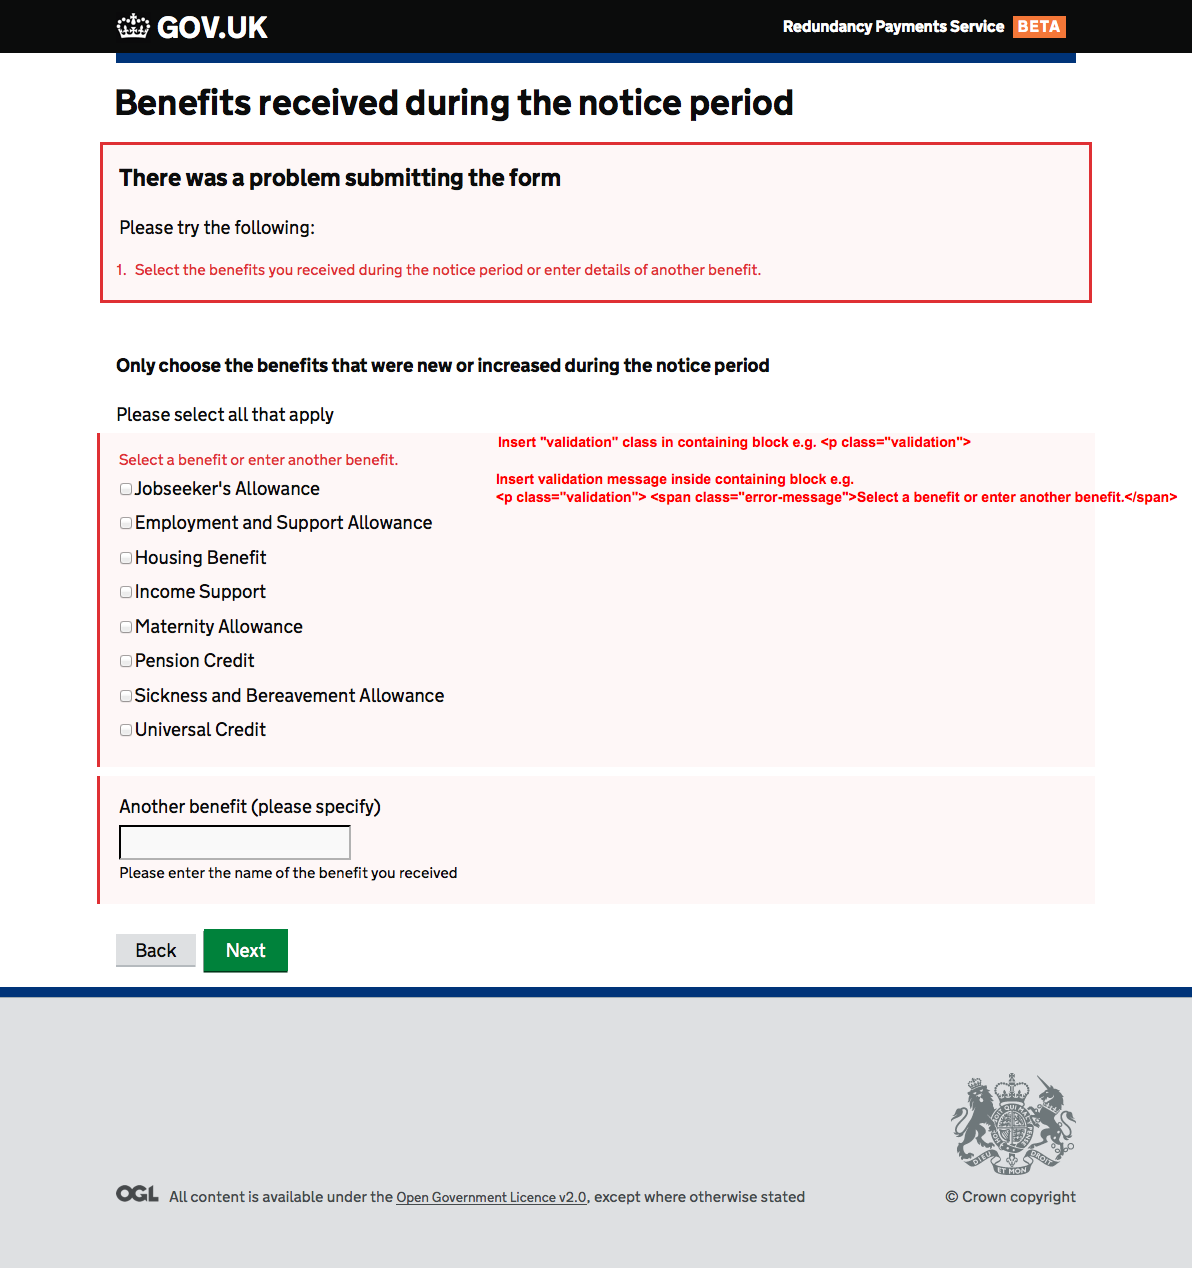 GOV.UK
Redundancy Payments Service BETA
Benefits received during the notice period
There was a problem submitting the form
Please try the following:
1. Select the benefits you received during the notice period or enter details of another benefit.
Only choose the benefits that were new or increased during the notice period
Please select all that apply
Insert "validation" class in containing block e.g. <p class="validation">
Select a benefit or enter another benefit.
Insert validation message inside containing block e.g.
<p class="validation"> <span class="error-message">Select a benefit or enter another benefit.</span>
Jobseeker's Allowance
Employment and Support Allowance
Housing Benefit
Income Support
Maternity Allowance
Pension Credit
Sickness and Bereavement Allowance
Universal Credit
Another benefit (please specify)
Please enter the name of the benefit you received
Back
Next
DIEU ET MON DROIT
OGL All content is available under the Open Government Licence v2.0, except where otherwise stated
© Crown copyright